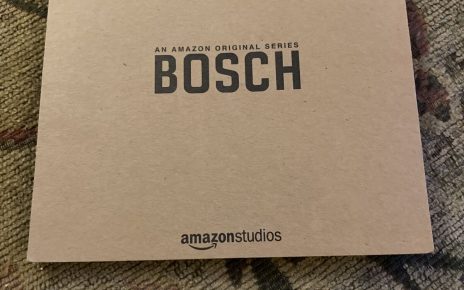 AN AMAZON ORIGINAL SERIES
BOSCH
amazonstudios